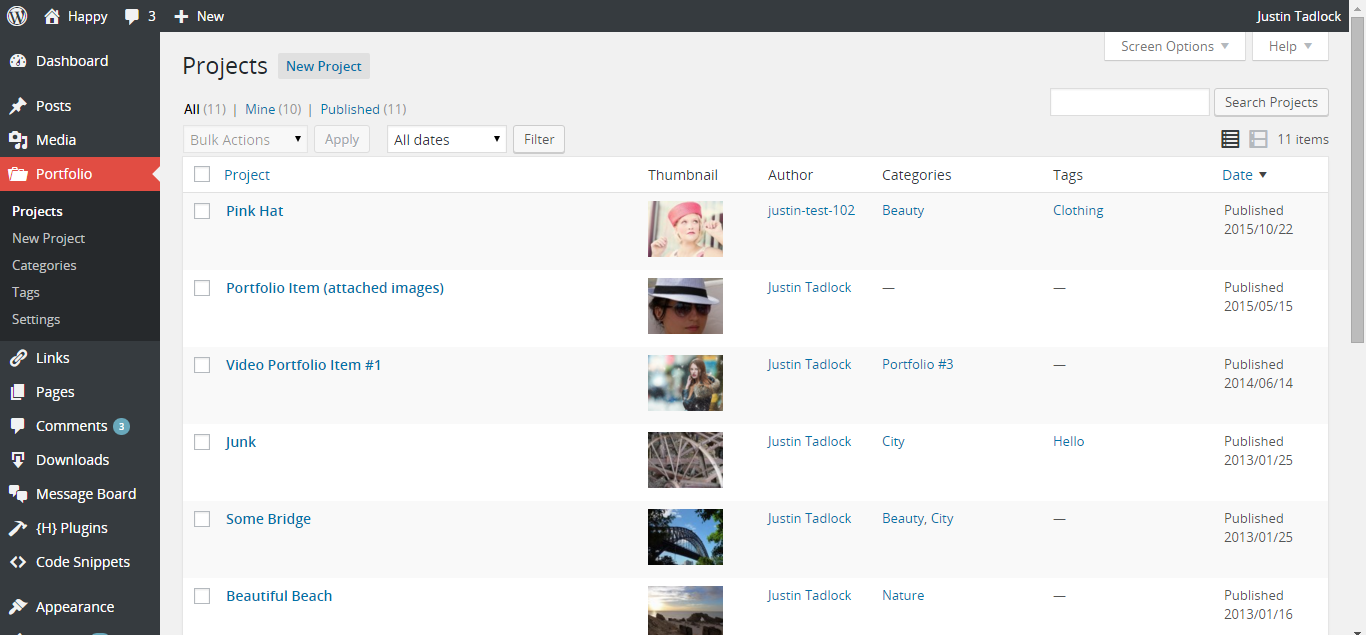 Happy 3 New Justin Tadlock
Dashboard
Posts
Media
Portfolio
Projects
New Project
Categories
Tags
Settings
Links
Pages
Comments 3
Downloads
Message Board
{H} Plugins
Code Snippets
Appearance
Screen Options Help
Projects New Project
All (11) | Mine (10) | Published (11)
Search Projects
Bulk Actions Apply All dates Filter 11 items
Project Thumbnail Author Categories Tags Date
Pink Hat justin-test-102 Beauty Clothing Published
2015/10/22
Portfolio Item (attached images) Justin Tadlock — — Published
2015/05/15
Video Portfolio Item #1 Justin Tadlock Portfolio #3 — Published
2014/06/14
Junk Justin Tadlock City Hello Published
2013/01/25
Some Bridge Justin Tadlock Beauty, City — Published
2013/01/25
Beautiful Beach Justin Tadlock Nature — Published
2013/01/16